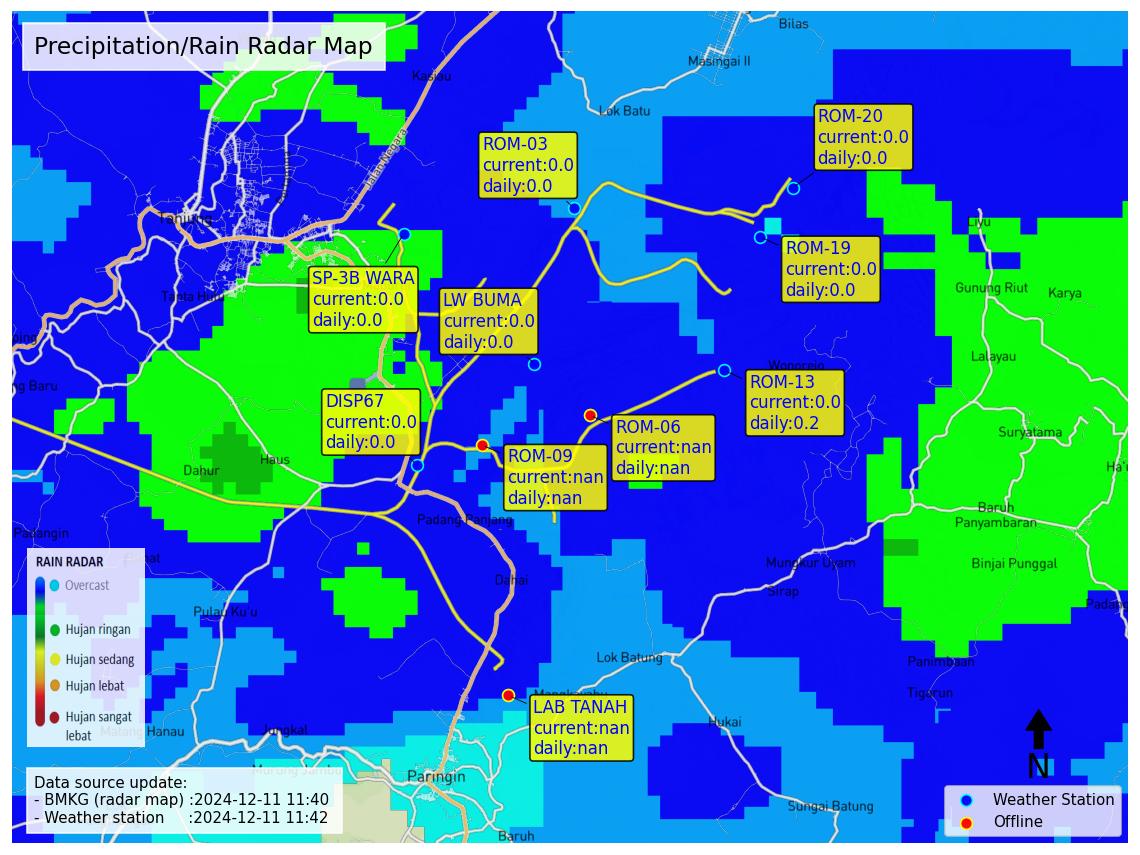 Precipitation/Rain Radar Map
Bilas
Masingai II
Kasiau
Lok Batu
ROM-20
current:0.0
daily:0.0
ROM-03
current:0.0
daily:0.0
Jalan Negara
Tanjung
Liyu
ROM-19
current:0.0
daily:0.0
SP-3B WARA
current:0.0
daily:0.0
LW BUMA
current:0.0
daily:0.0
Gunung Riut
Karya
Lalayau
ng Baru
ROM-13
current:0.0
daily:0.2
DISP67
current:0.0
daily:0.0
ROM-06
current:nan
daily:nan
Suryatama
ROM-09
current:nan
daily:nan
Dahur
Haus
Baruh
Panyambaran
Padang Panjang
Padangin
Mungkur Uyam
Binjai Punggal
Dahai
Sirap
Padang
Pulau Ku'u
RAIN RADAR
Overcast
Hujan ringan
Hujan sedang
Hujan lebat
Hujan sangat
lebat
Lok Batung
Panimbaan
Tigarun
LAB TANAH
current:nan
daily:nan
Hukai
Jungkal
Paringin
Sungai Batung
Baruh
Data source update:
- BMKG (radar map) :2024-12-11 11:40
- Weather station :2024-12-11 11:42
N
Weather Station
Offline